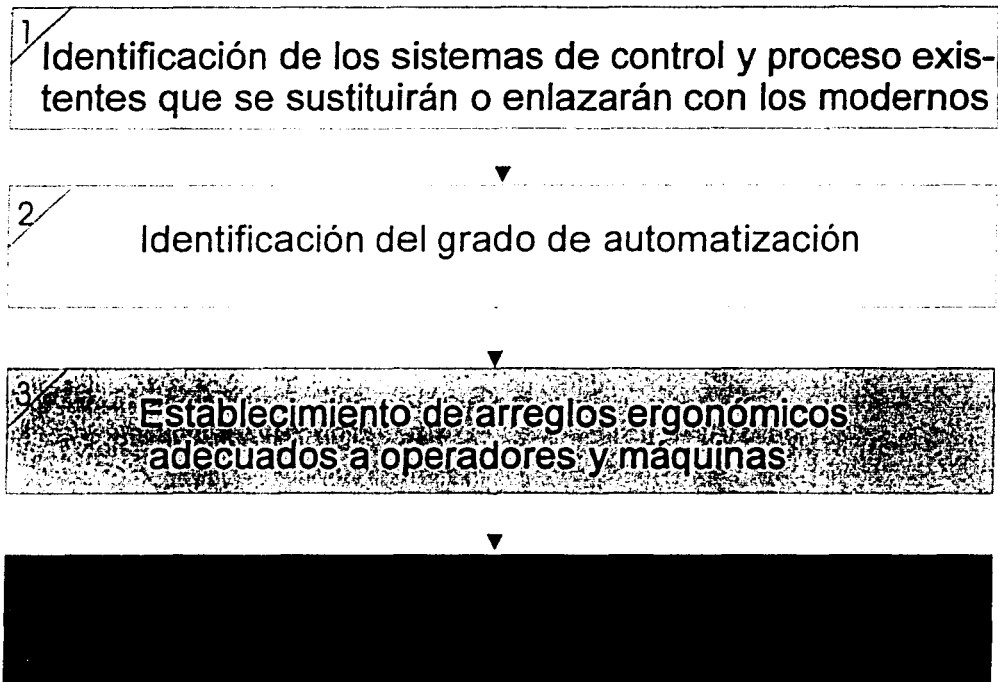 1
Identificación de los sistemas de control y proceso exis-
tentes que se sustituirán o enlazarán con los modernos
2
Identificación del grado de automatización
3
Establecimiento de arreglos ergonómicos
adecuados a operadores y máquinas